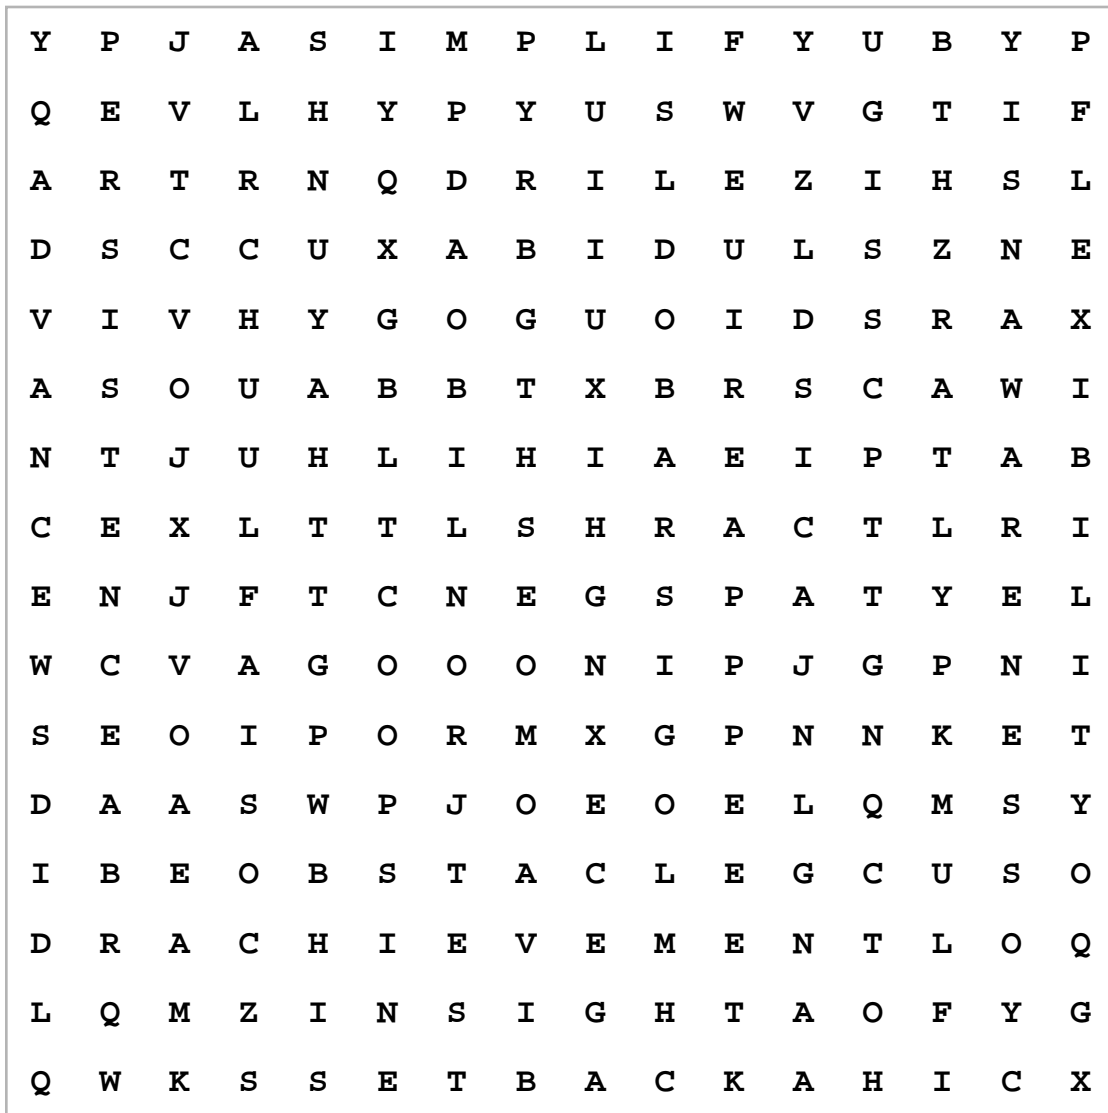 Y P J A S I M P L I F Y U B Y P
Q E V L H Y P Y U S W V G T I F
A R T R N Q D R I L E Z I H S L
D S C C U X A B I D U L S Z N E
V I V H Y G O G U O I D S R A X
A S O U A B B T X B R S C A W I
N T J U H L I H I A E I P T A B
C E X L T T L S H R A C T L R I
E N J F T C N E G S P A T Y E L
W C V A G O O O N I P J G P N I
S E O I P O R M X G P N N K E T
D A A S W P J O E O E L Q M S Y
I B E O B S T A C L E G C U S O
D R A C H I E V E M E N T L O Q
L Q M Z I N S I G H T A O F Y G
Q W K S S E T B A C K A H I C X